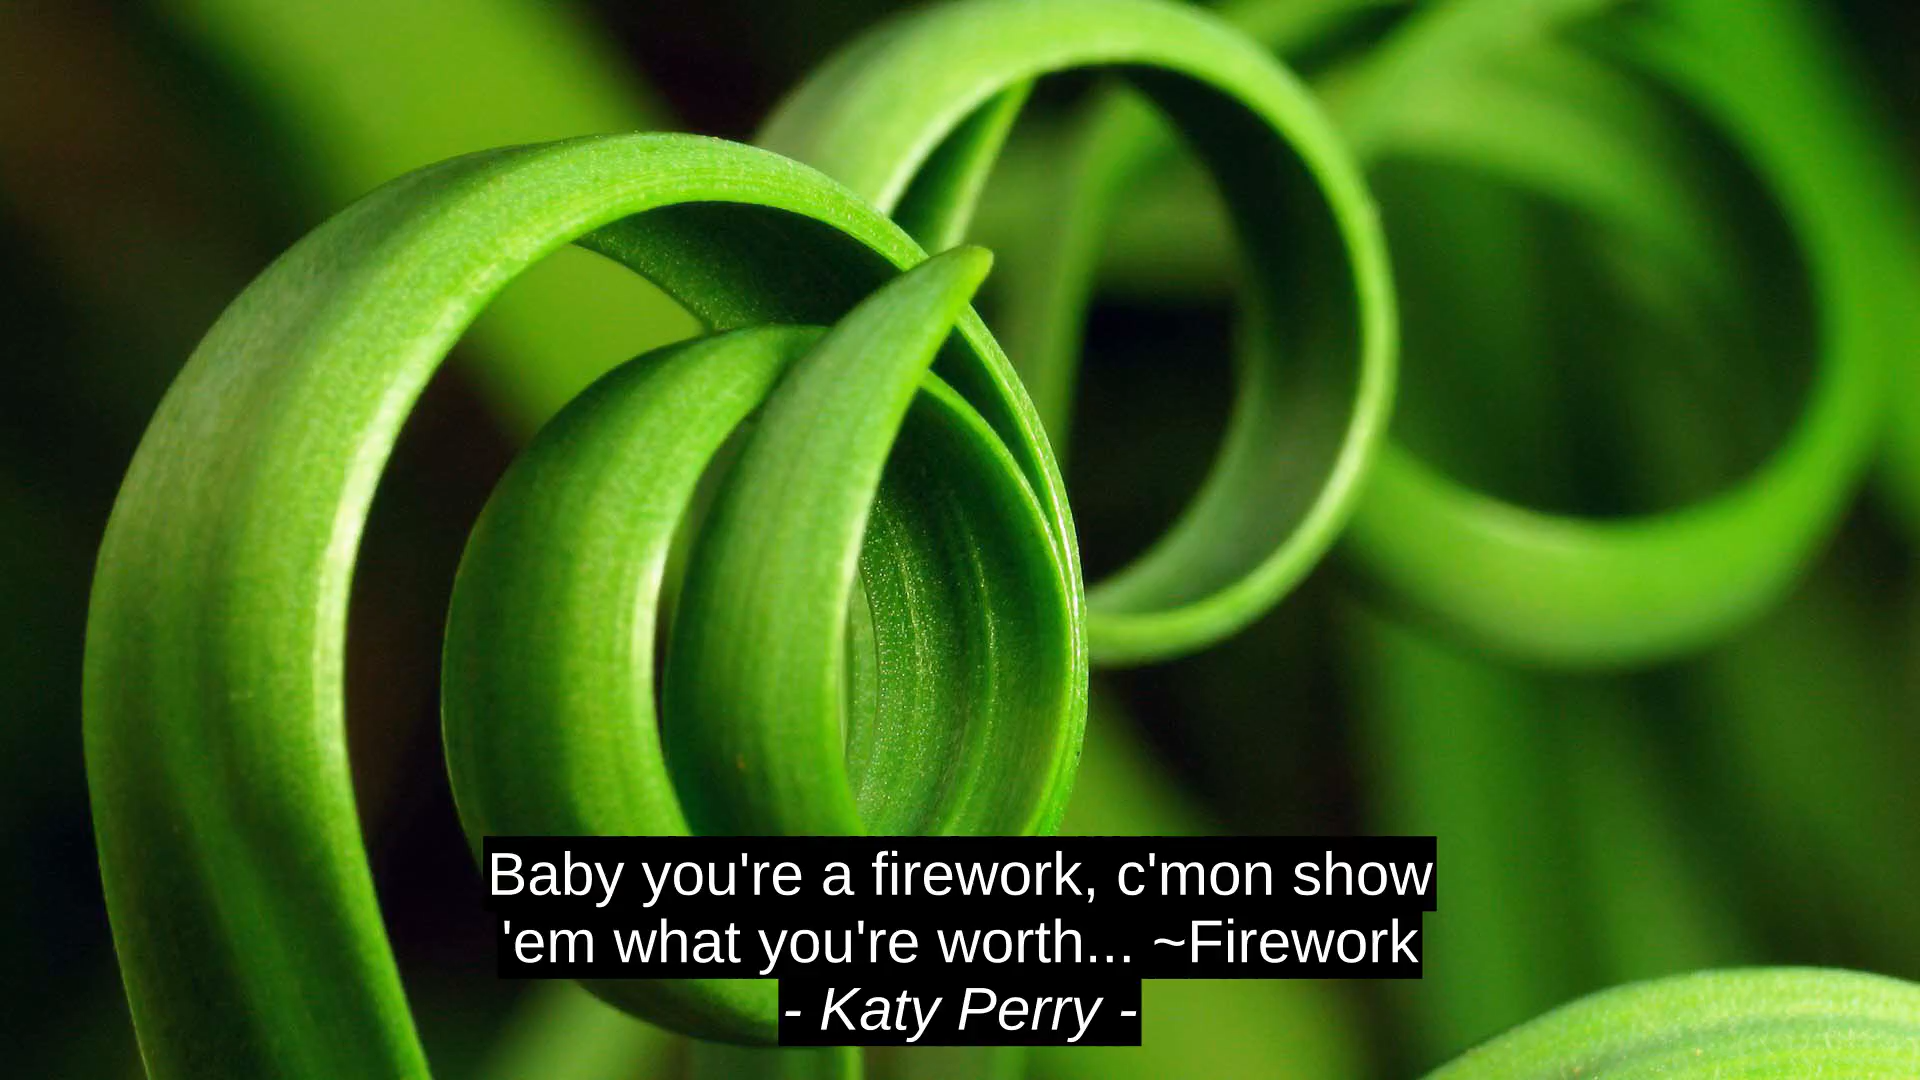 Baby you're a firework, c'mon show
'em what you're worth... ~Firework
- Katy Perry -